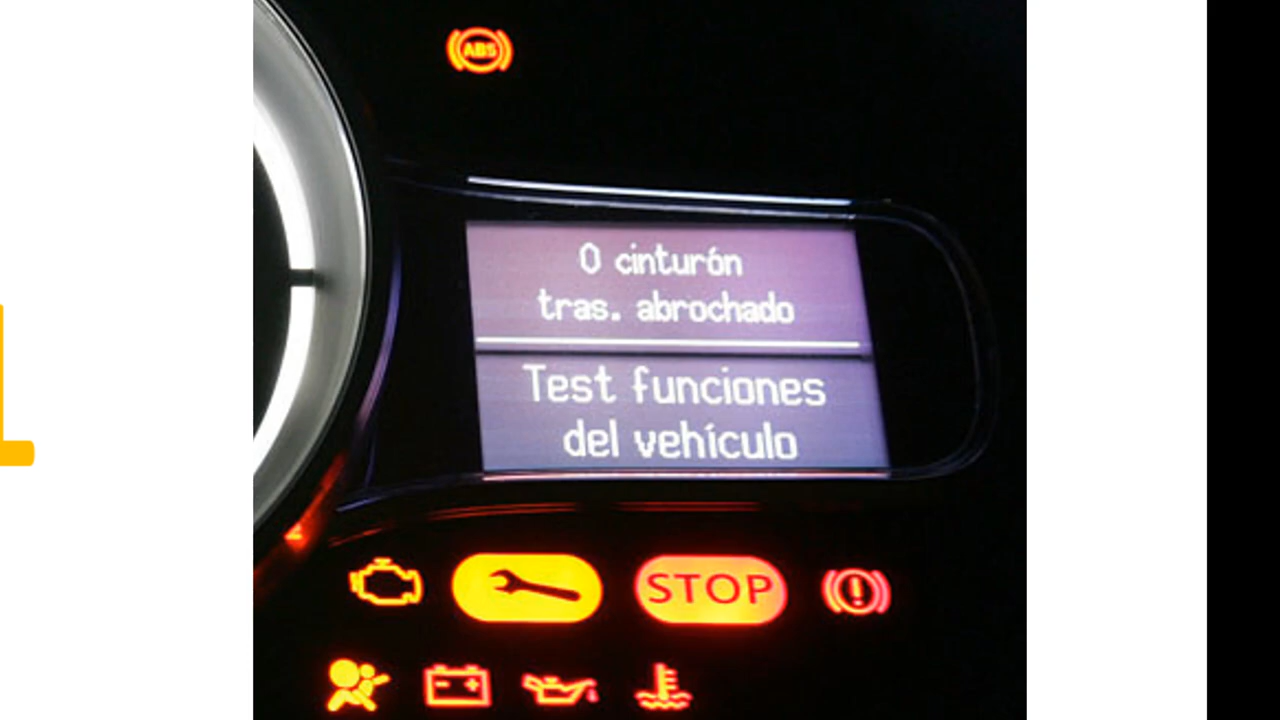 ABS
0 cinturón
tras. abrochado
Test funciones
del vehículo
STOP